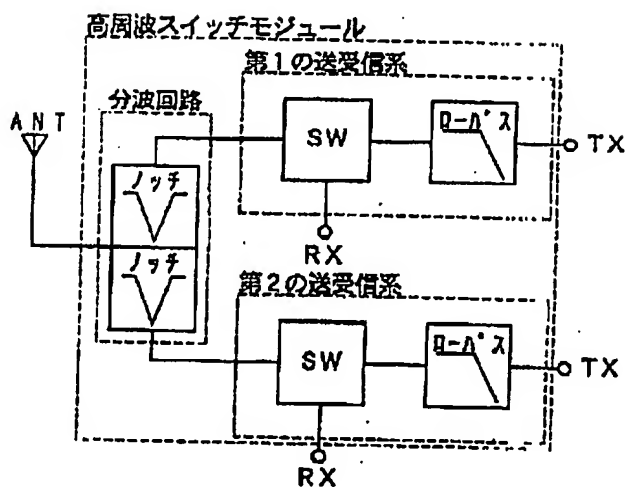 高周波スイッチモジュール
第1の送受信系
分波回路
ANT
ノッチ
SW
ローパス
TX
RX
ノッチ
第2の送受信系
SW
ローパス
TX
RX